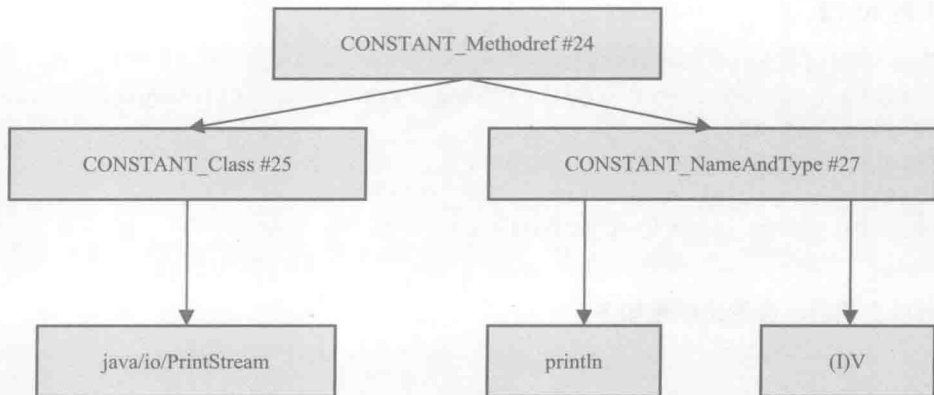 CONSTANT_Methodref #24
CONSTANT_Class #25
CONSTANT_NameAndType #27
java/io/PrintStream
println
(I)V